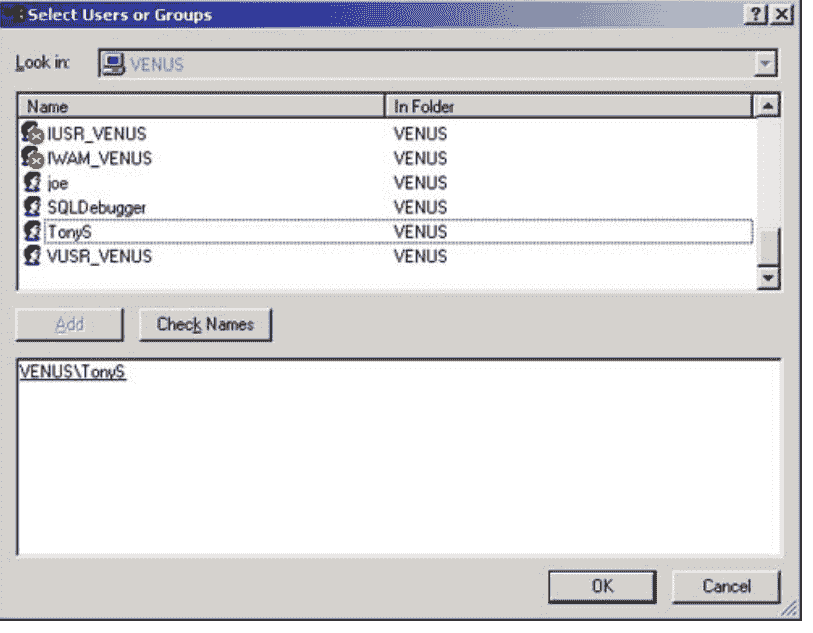 Select Users or Groups
Look in: VENUS
Name In Folder
IUSR_VENUS VENUS
IWAM_VENUS VENUS
joe VENUS
SQLDebugger VENUS
TonyS VENUS
VUSR_VENUS VENUS
Add Check Names
VENUS\TonyS
OK Cancel